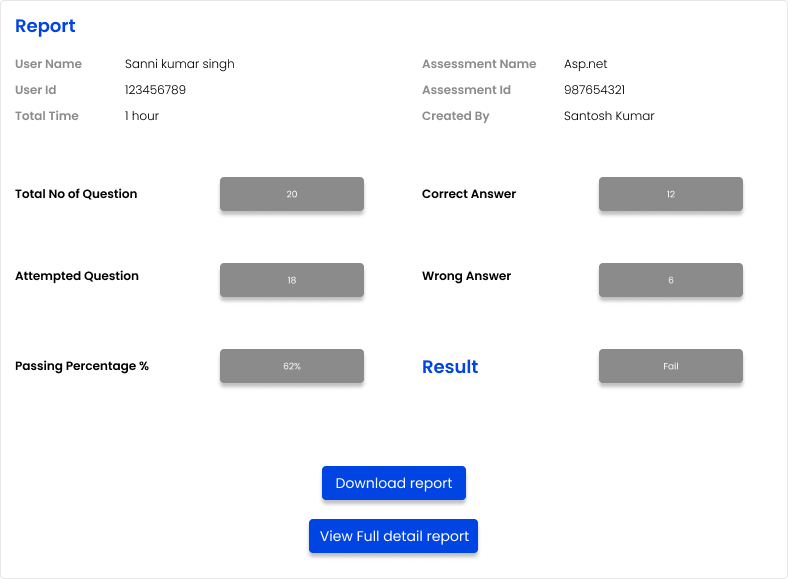 Report
User Name Sanni kumar singh Assessment Name Asp.net
User Id 123456789 Assessment Id 987654321
Total Time 1 hour Created By Santosh Kumar
Total No of Question 20 Correct Answer 12
Attempted Question 18 Wrong Answer 6
Passing Percentage % 62% Result Fail
Download report
View Full detail report